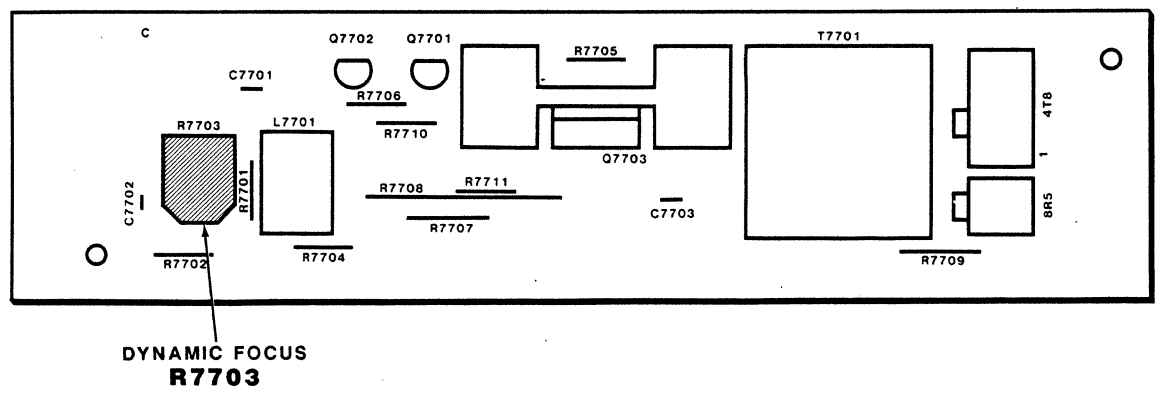 C
Q7702
Q7701
T7701
R7705
C7701
R7706
4T8
R7703
L7701
R7710
Q7703
1
R7701
R7711
R7708
C7702
C7703
8R5
R7707
R7704
R7702
R7709
DYNAMIC FOCUS
R7703